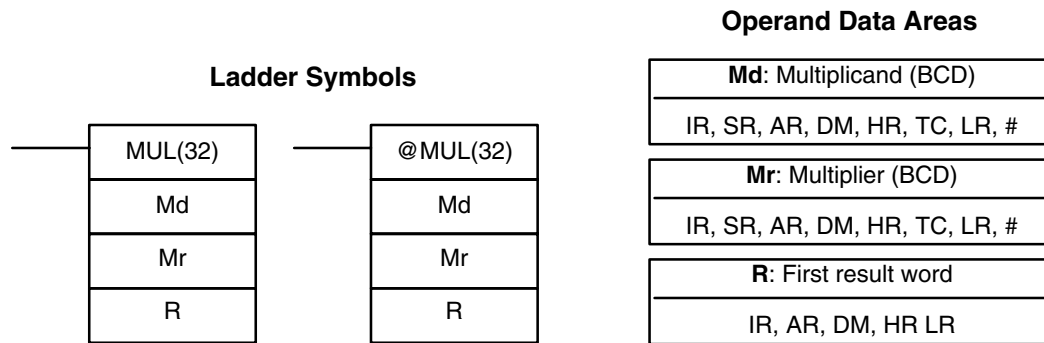 Operand Data Areas
Ladder Symbols
MUL(32)
Md
Mr
R
@MUL(32)
Md
Mr
R
Md: Multiplicand (BCD)
IR, SR, AR, DM, HR, TC, LR, #
Mr: Multiplier (BCD)
IR, SR, AR, DM, HR, TC, LR, #
R: First result word
IR, AR, DM, HR LR